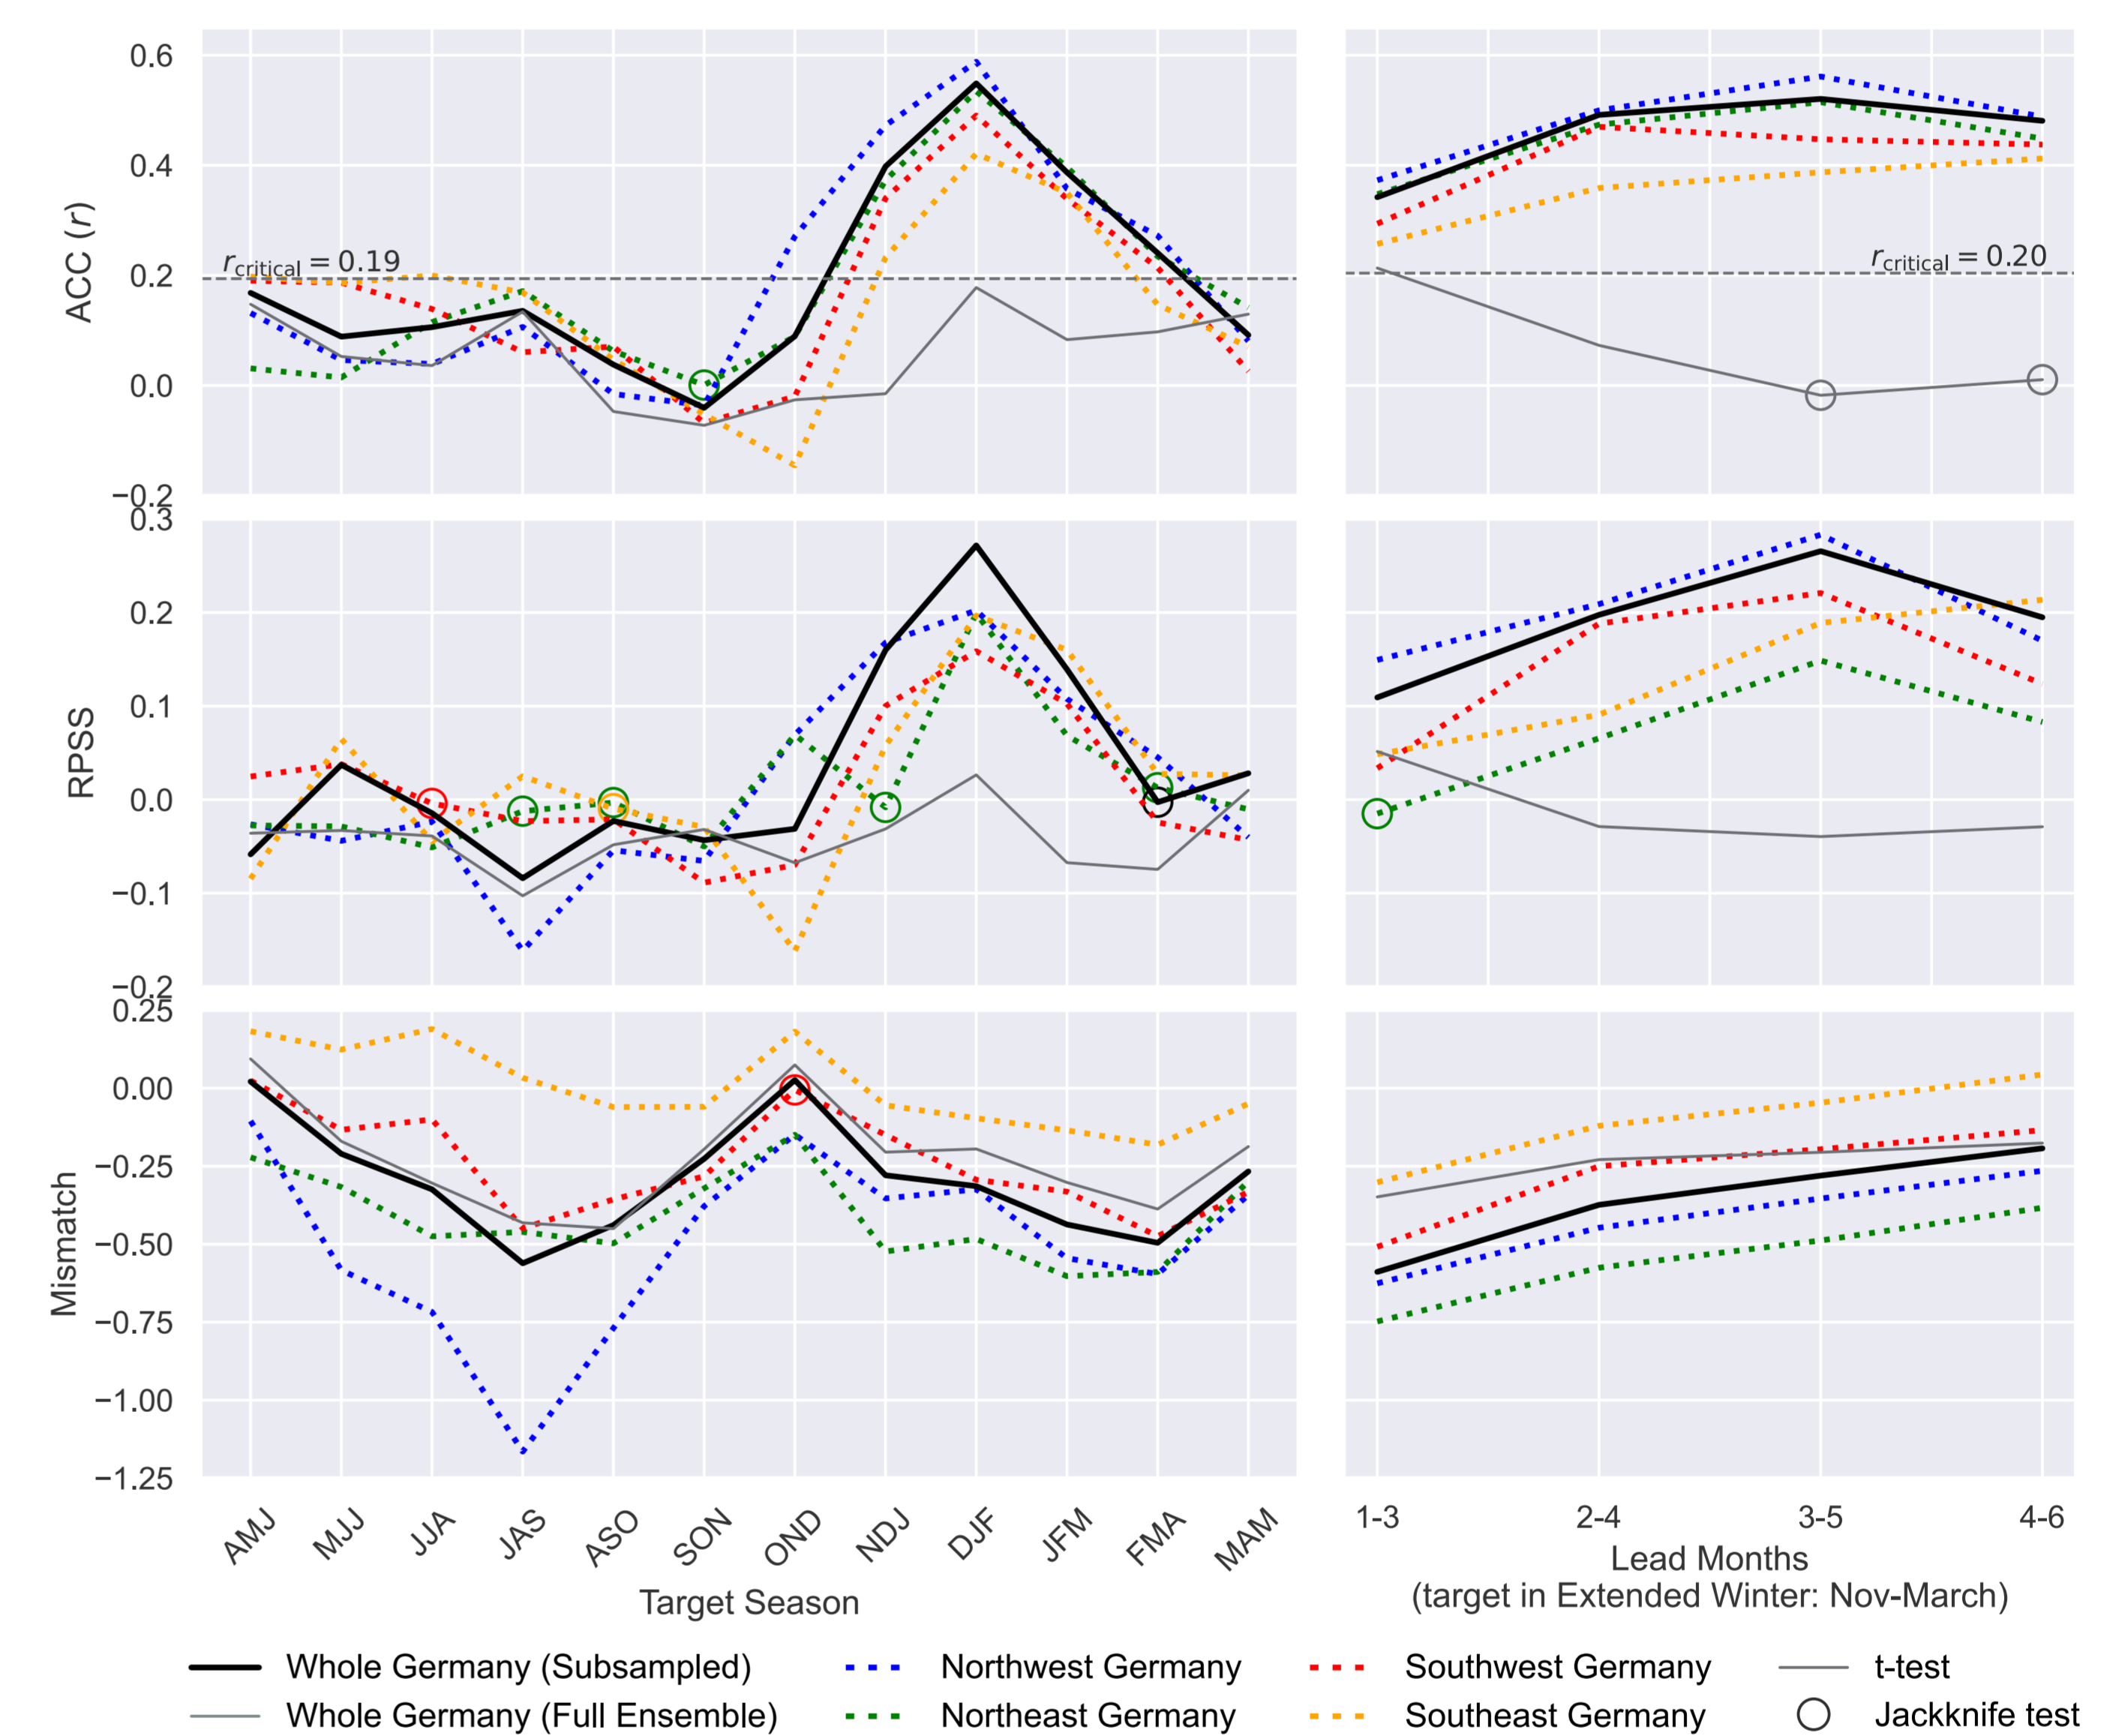 0.6
0.4
0.2
0.0
−0.2
ACC (r)
r_critical = 0.19
r_critical = 0.20
0.3
0.2
0.1
0.0
−0.1
−0.2
RPSS
0.25
0.00
−0.25
−0.50
−0.75
−1.00
−1.25
Mismatch
AMJ MJJ JJA JAS ASO SON OND NDJ DJF JFM FMA MAM
Target Season
1-3 2-4 3-5 4-6
Lead Months
(target in Extended Winter: Nov-March)
Whole Germany (Subsampled) Northwest Germany Southwest Germany t-test
Whole Germany (Full Ensemble) Northeast Germany Southeast Germany Jackknife test